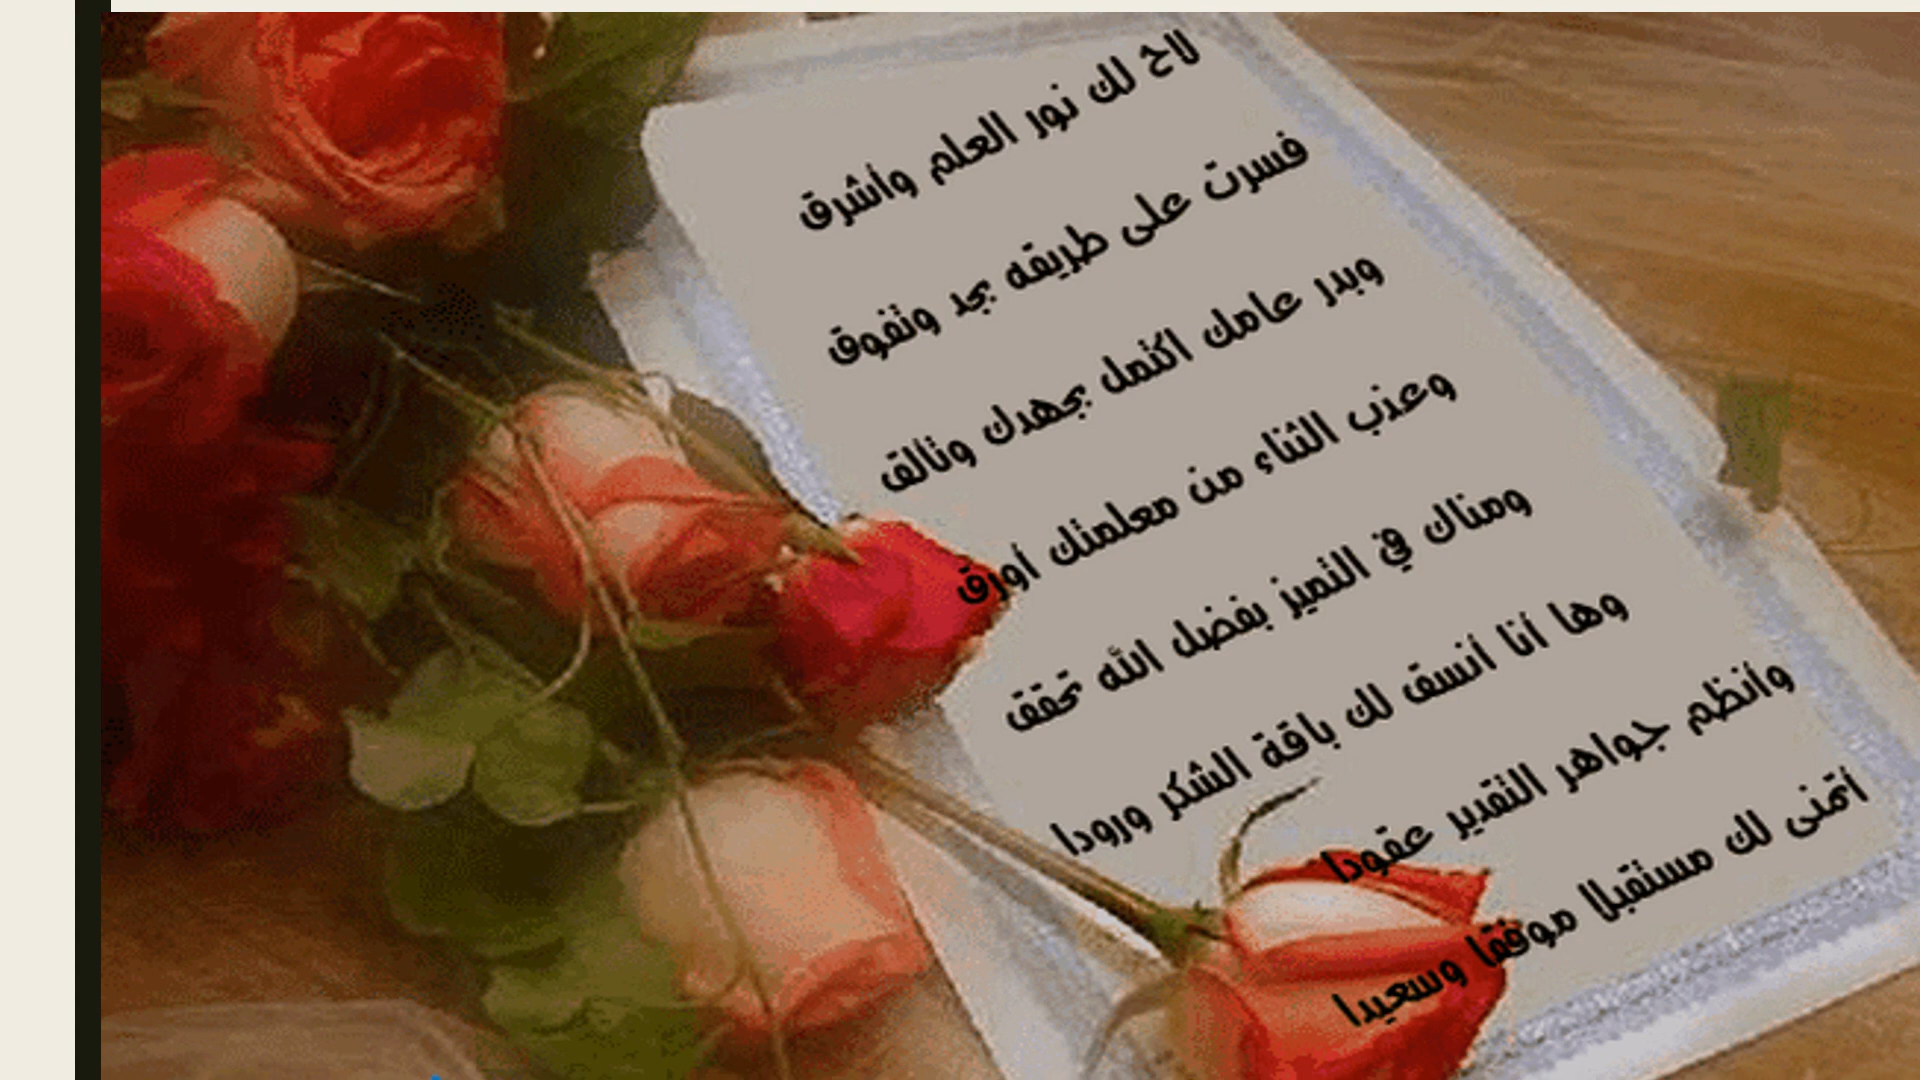 لاح لك نور العلم وأشرق
فسرت على طريقه بجد وتفوق
وبدر عامك اكتمل بجهدك وتألق
وعذب الثناء من معلمتك أورق
ومناك في التميز بفضل الله تحقق
وها أنا أنسق لك باقة الشكر ورودا
وأنظم جواهر التقدير عقودا
أتمنى لك مستقبلا موفقا وسعيدا